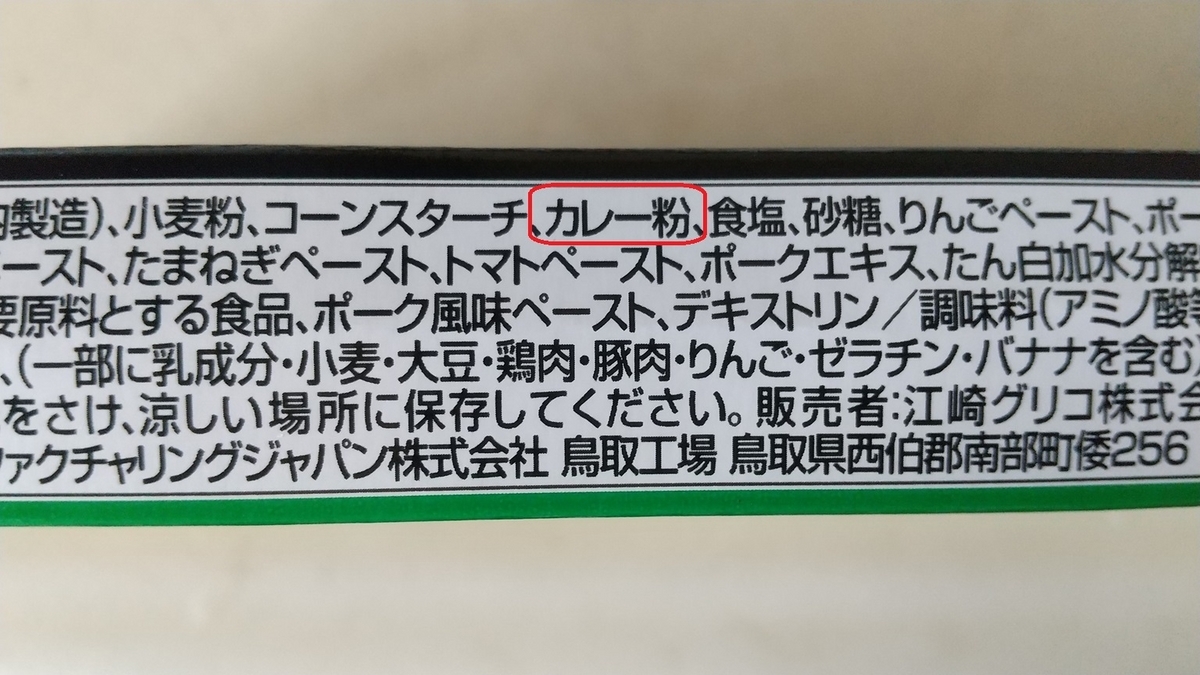 内製造)、小麦粉、コーンスターチ、カレー粉、食塩、砂糖、りんごペースト、ポー
ペースト、たまねぎペースト、トマトペースト、ポークエキス、たん白加水分解
要原料とする食品、ポーク風味ペースト、デキストリン／調味料(アミノ酸等
、(一部に乳成分・小麦・大豆・鶏肉・豚肉・りんご・ゼラチン・バナナを含む)
をさけ、涼しい場所に保存してください。販売者:江崎グリコ株式会
ァクチャリングジャパン株式会社 鳥取工場 鳥取県西伯郡南部町倭256